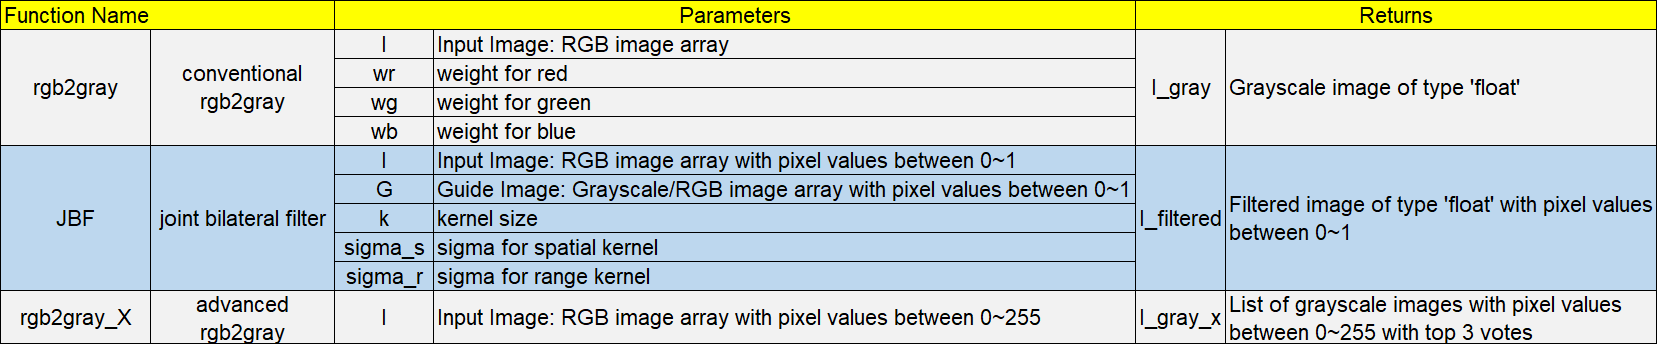 Function Name
Parameters
Returns
rgb2gray
conventional
rgb2gray
I
Input Image: RGB image array
wr
weight for red
wg
weight for green
wb
weight for blue
I_gray
Grayscale image of type 'float'
JBF
joint bilateral filter
I
Input Image: RGB image array with pixel values between 0~1
G
Guide Image: Grayscale/RGB image array with pixel values between 0~1
k
kernel size
sigma_s
sigma for spatial kernel
sigma_r
sigma for range kernel
I_filtered
Filtered image of type 'float' with pixel values
between 0~1
rgb2gray_X
advanced
rgb2gray
I
Input Image: RGB image array with pixel values between 0~255
I_gray_x
List of grayscale images with pixel values
between 0~255 with top 3 votes